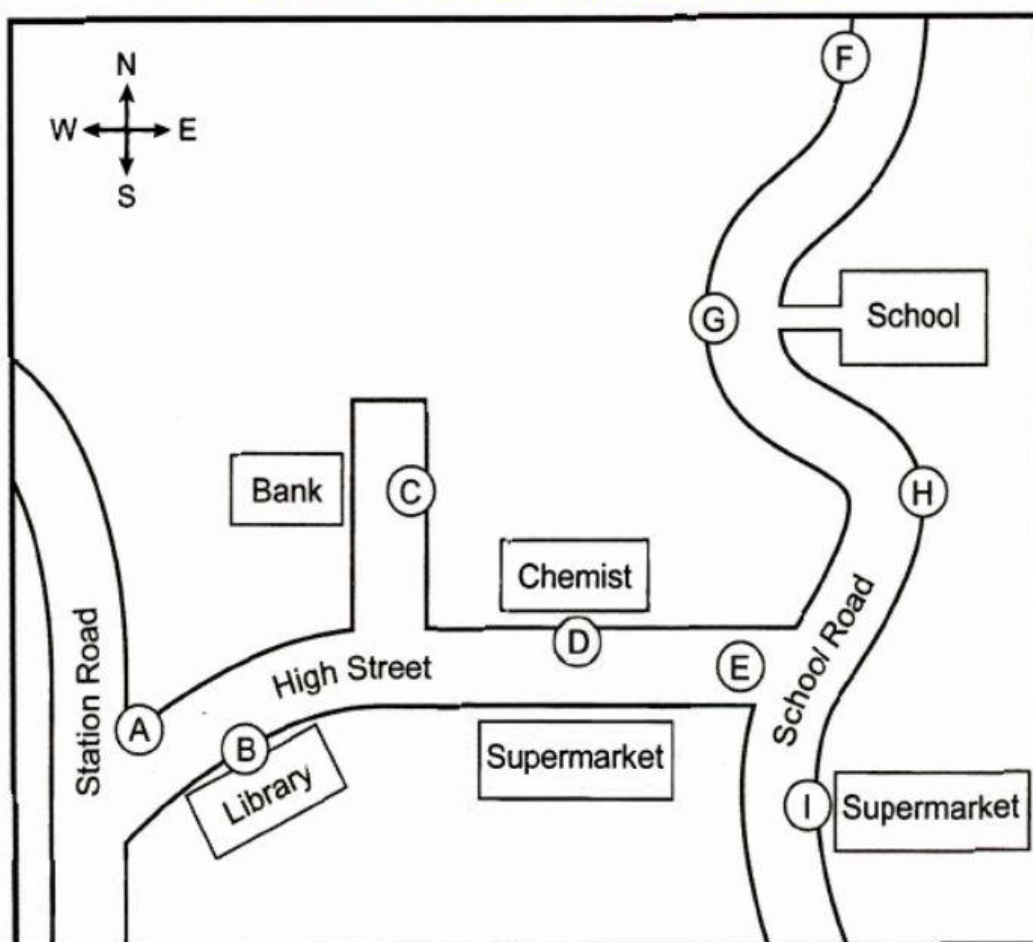 F
N
W E
S
School
G
Bank
C
H
Chemist
D
High Street
E
School Road
Station Road
A
B
Library
Supermarket
I
Supermarket